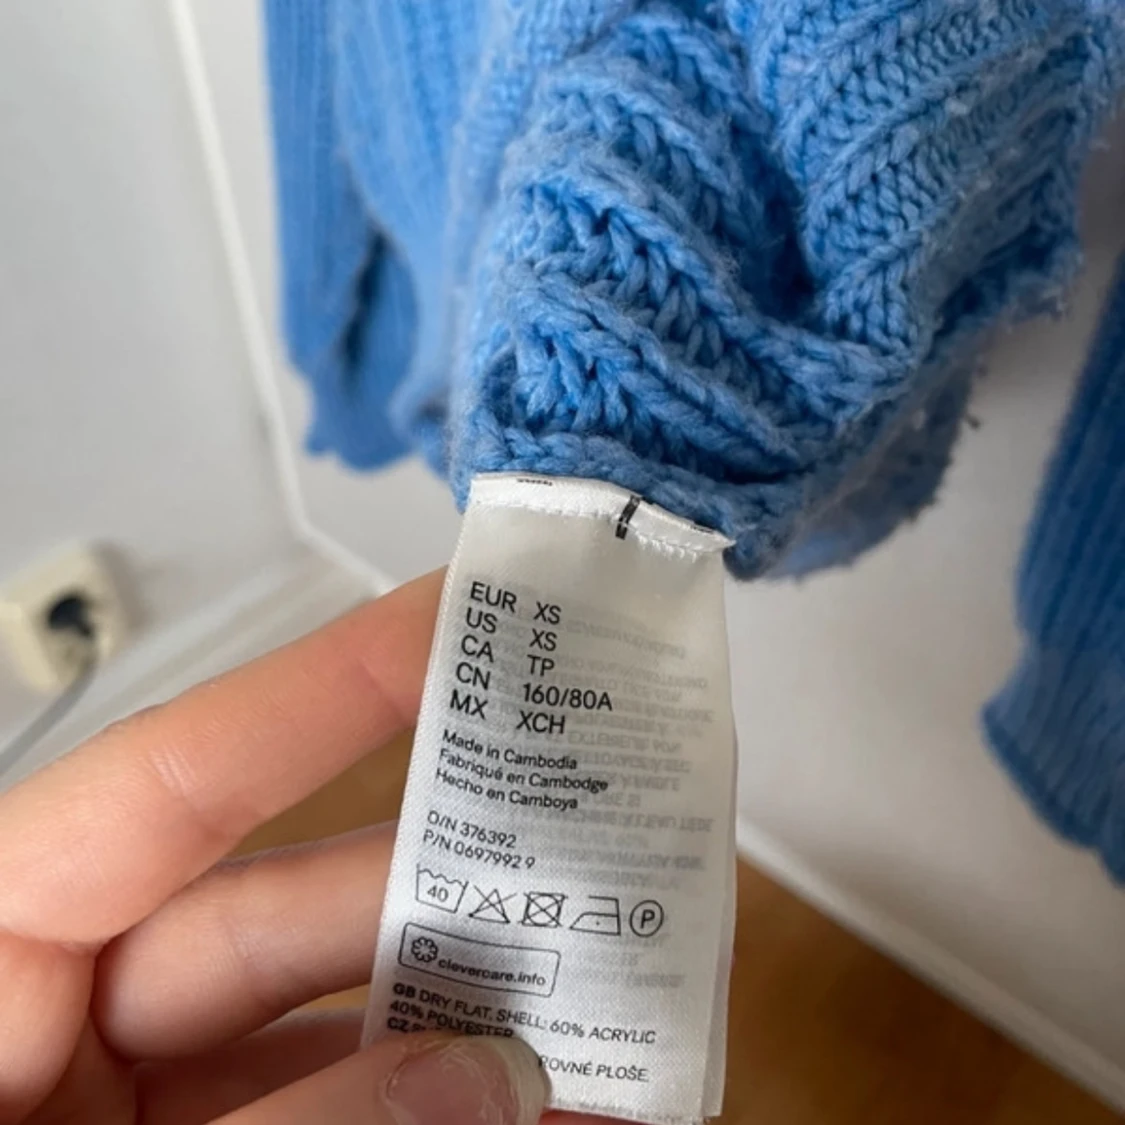 EUR XS
US XS
CA TP
CN 160/80A
MX XCH
Made in Cambodia
Fabriqué en Cambodge
Hecho en Camboya
O/N 376392
P/N 0697992 9
40
P
clevercare.info
GB DRY FLAT. SHELL: 60% ACRYLIC
40% POLYESTER
CZ ROVNÉ PLOŠE.